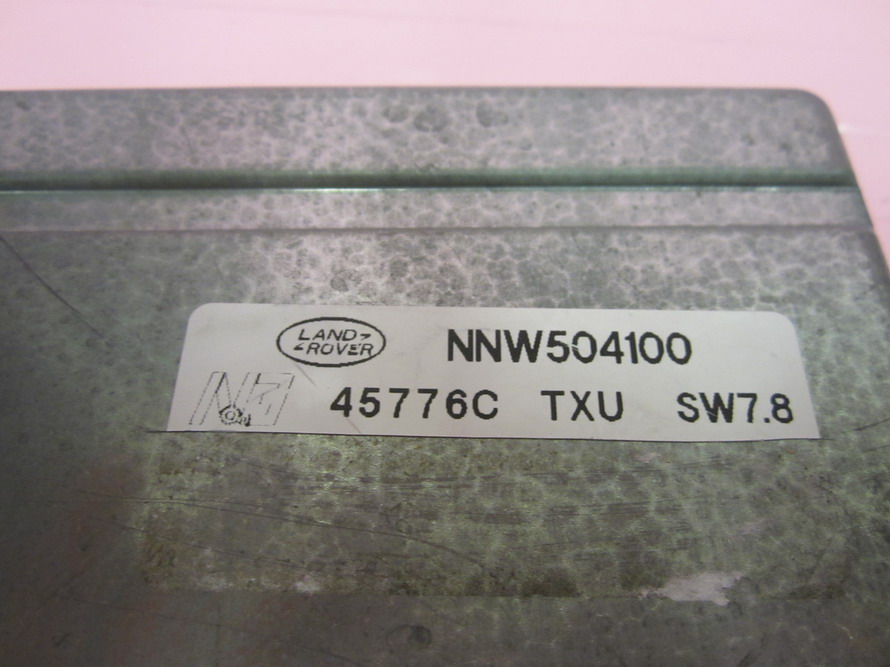 LAND ROVER
NNW504100
45776C TXU SW7.8